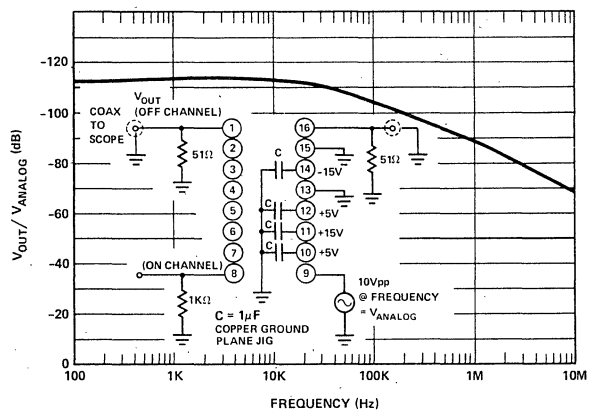 -120
-100
-80
-60
-40
-20
0
VOUT/VANALOG (dB)
100
1K
10K
100K
1M
10M
FREQUENCY (Hz)
COAX
TO
SCOPE
VOUT
(OFF CHANNEL)
51Ω
1
2
3
4
5
6
7
8
(ON CHANNEL)
1KΩ
C = 1μF
COPPER GROUND
PLANE JIG
16
15
14
13
12
11
10
9
C
C
C
C
-15V
+5V
+15V
+5V
51Ω
10Vpp
@ FREQUENCY
= VANALOG